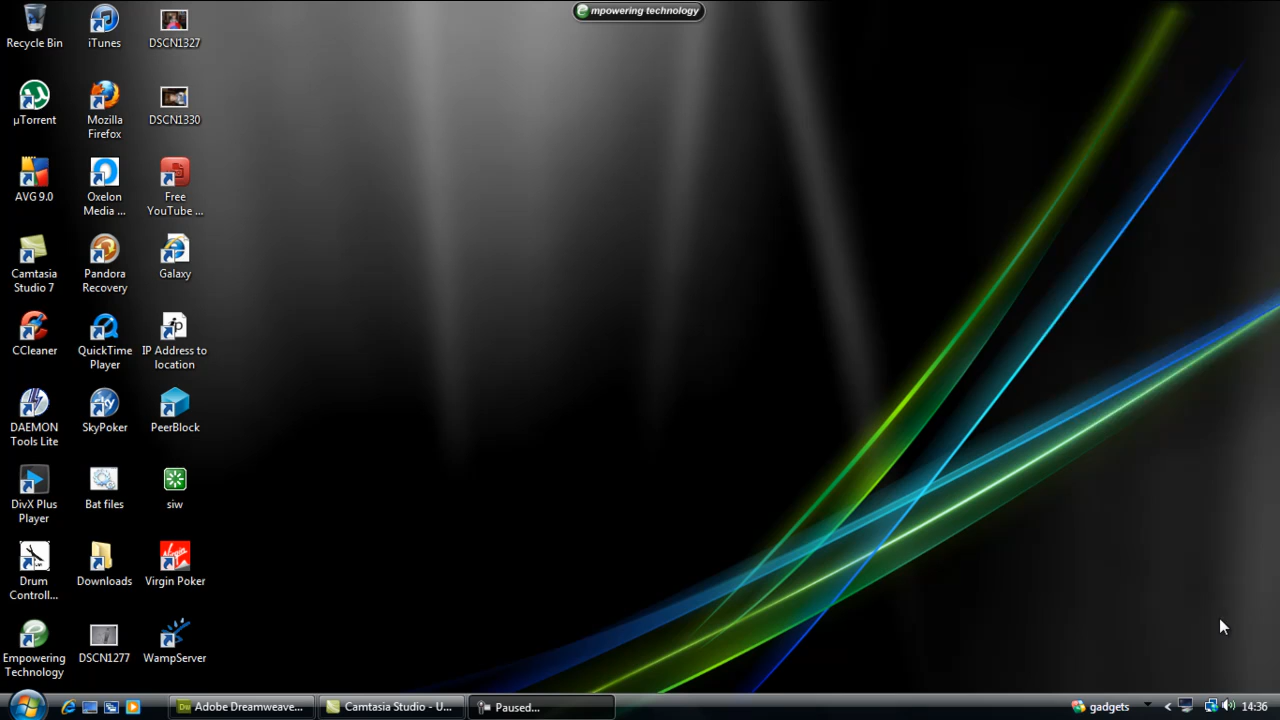 mpowering technology
Recycle Bin
iTunes
DSCN1327
µTorrent
Mozilla
Firefox
DSCN1330
AVG 9.0
Oxelon
Media ...
Free
YouTube ...
Camtasia
Studio 7
Pandora
Recovery
Galaxy
CCleaner
QuickTime
Player
IP Address to
location
DAEMON
Tools Lite
SkyPoker
PeerBlock
DivX Plus
Player
Bat files
siw
Drum
Controll...
Downloads
Virgin Poker
Empowering
Technology
DSCN1277
WampServer
Adobe Dreamweave...
Camtasia Studio - U...
Paused...
gadgets
14:36